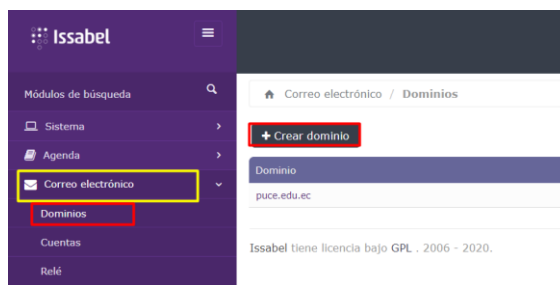 Issabel
Módulos de búsqueda
Sistema
Agenda
Correo electrónico
Dominios
Cuentas
Relé
Correo electrónico / Dominios
+ Crear dominio
Dominio
puce.edu.ec
Issabel tiene licencia bajo GPL . 2006 - 2020.